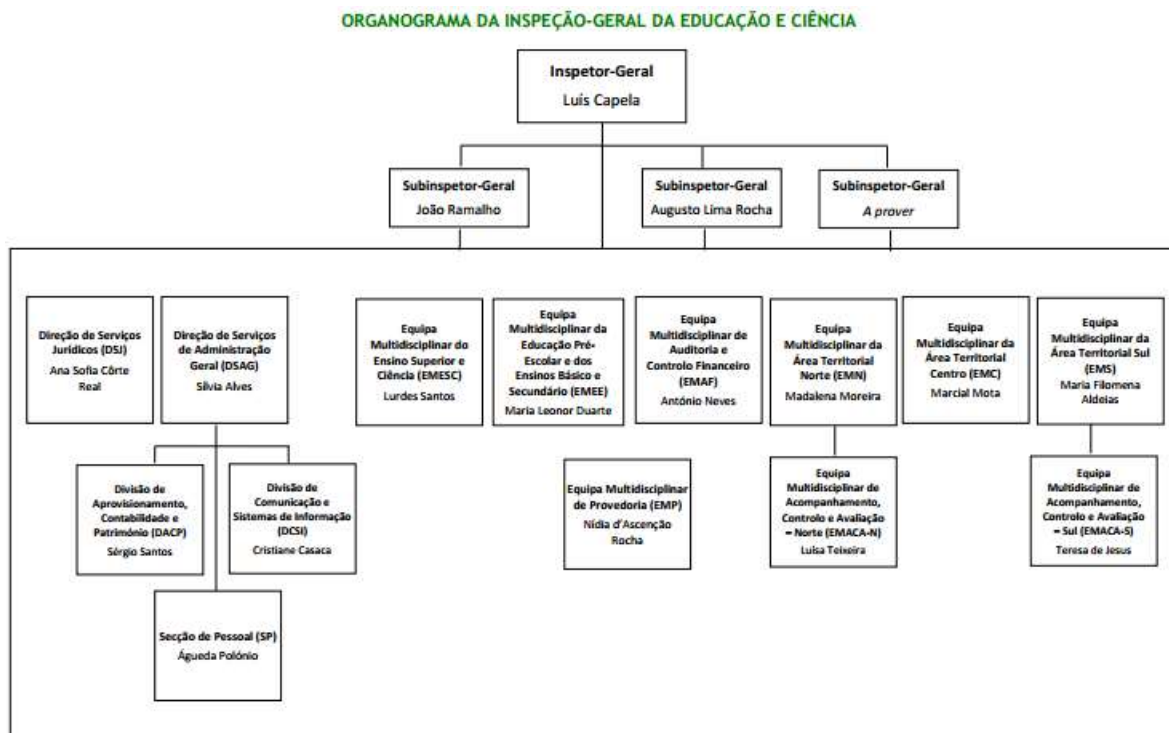 ORGANOGRAMA DA INSPEÇÃO-GERAL DA EDUCAÇÃO E CIÊNCIA
Inspetor-Geral
Luís Capela
Subinspetor-Geral
João Ramalho
Subinspetor-Geral
Augusto Lima Rocha
Subinspetor-Geral
A prover
Direção de Serviços
Jurídicos (DSJ)
Ana Sofia Côrte
Real
Direção de Serviços
de Administração
Geral (DSAG)
Sílvia Alves
Equipa
Multidisciplinar do
Ensino Superior e
Ciência (EMESC)
Lurdes Santos
Equipa
Multidisciplinar da
Educação Pré-
Escolar e dos
Ensinos Básico e
Secundário (EMEE)
Maria Leonor Duarte
Equipa
Multidisciplinar de
Auditoria e
Controlo Financeiro
(EMAF)
António Neves
Equipa
Multidisciplinar da
Área Territorial
Norte (EMN)
Madalena Moreira
Equipa
Multidisciplinar da
Área Territorial
Centro (EMC)
Marcial Mota
Equipa
Multidisciplinar da
Área Territorial Sul
(EMS)
Maria Filomena
Aldeias
Divisão de
Aprovisionamento,
Contabilidade e
Património (DACP)
Sérgio Santos
Divisão de
Comunicação e
Sistemas de Informação
(DCSI)
Cristiane Casaca
Equipa Multidisciplinar
de Provedoria (EMP)
Nídia d'Ascenção
Rocha
Equipa
Multidisciplinar de
Acompanhamento,
Controlo e Avaliação
– Norte (EMACA-N)
Luísa Teixeira
Equipa
Multidisciplinar de
Acompanhamento,
Controlo e Avaliação
– Sul (EMACA-S)
Teresa de Jesus
Secção de Pessoal (SP)
Águeda Polónio